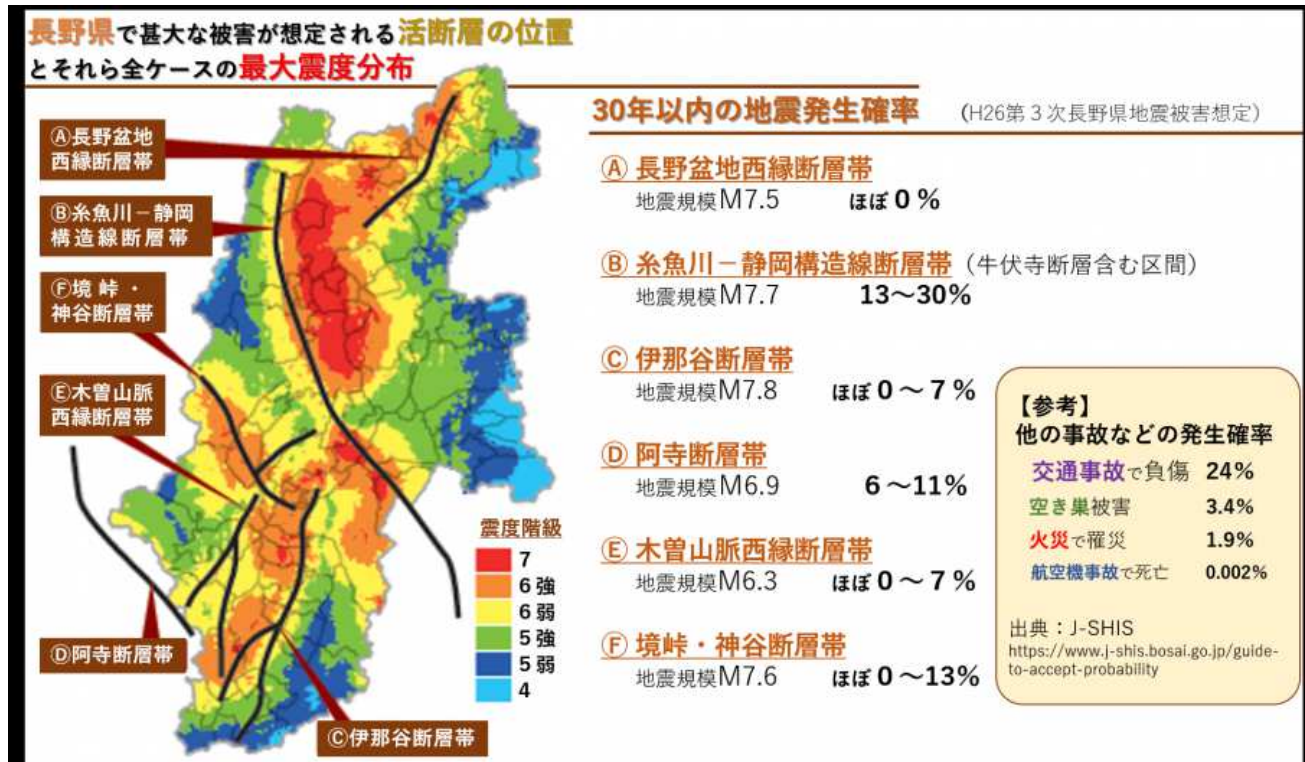 長野県で甚大な被害が想定される活断層の位置
とそれら全ケースの最大震度分布
Ⓐ長野盆地
西縁断層帯
Ⓑ糸魚川－静岡
構造線断層帯
Ⓕ境峠・
神谷断層帯
Ⓔ木曽山脈
西縁断層帯
Ⓓ阿寺断層帯
Ⓒ伊那谷断層帯
震度階級
7
6強
6弱
5強
5弱
4
30年以内の地震発生確率 (H26第3次長野県地震被害想定)
Ⓐ 長野盆地西縁断層帯
地震規模M7.5 ほぼ0%
Ⓑ 糸魚川－静岡構造線断層帯（牛伏寺断層含む区間）
地震規模M7.7 13～30%
Ⓒ 伊那谷断層帯
地震規模M7.8 ほぼ0～7%
Ⓓ 阿寺断層帯
地震規模M6.9 6～11%
Ⓔ 木曽山脈西縁断層帯
地震規模M6.3 ほぼ0～7%
Ⓕ 境峠・神谷断層帯
地震規模M7.6 ほぼ0～13%
【参考】
他の事故などの発生確率
交通事故で負傷 24%
空き巣被害 3.4%
火災で罹災 1.9%
航空機事故で死亡 0.002%
出典：J-SHIS
https://www.j-shis.bosai.go.jp/guide-
to-accept-probability